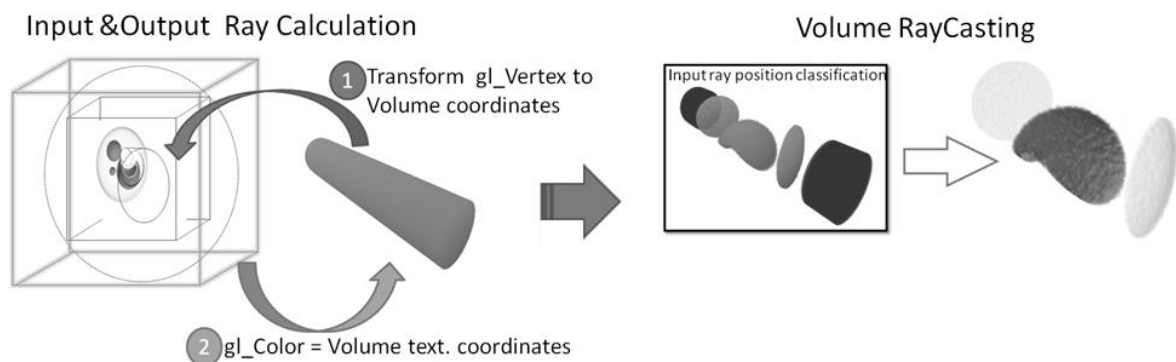 Input &Output Ray Calculation
1 Transform gl_Vertex to
Volume coordinates
2 gl_Color = Volume text. coordinates
Volume RayCasting
Input ray position classification